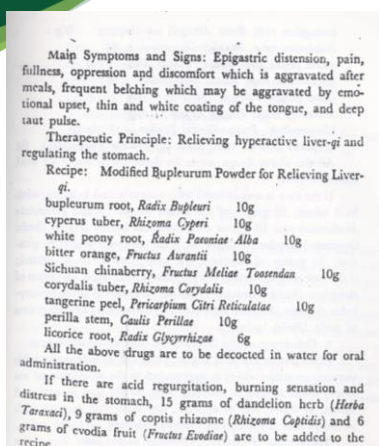 Main Symptoms and Signs: Epigastric distension, pain,
fullness, oppression and discomfort which is aggravated after
meals, frequent belching which may be aggravated by emo-
tional upset, thin and white coating of the tongue, and deep
taut pulse.
Therapeutic Principle: Relieving hyperactive liver-qi and
regulating the stomach.
Recipe: Modified Bupleurum Powder for Relieving Liver-
qi.
bupleurum root, Radix Bupleuri 10g
cyperus tuber, Rhizoma Cyperi 10g
white peony root, Radix Paeoniae Alba 10g
bitter orange, Fructus Aurantii 10g
Sichuan chinaberry, Fructus Meliae Toosendan 10g
corydalis tuber, Rhizoma Corydalis 10g
tangerine peel, Pericarpium Citri Reticulatae 10g
perilla stem, Caulis Perillae 10g
licorice root, Radix Glycyrrhizae 6g
All the above drugs are to be decocted in water for oral
administration.
If there are acid regurgitation, burning sensation and
distress in the stomach, 15 grams of dandelion herb (Herba
Taraxaci), 9 grams of coptis rhizome (Rhizoma Coptidis) and 6
grams of evodia fruit (Fructus Evodiae) are to be added to the
recipe